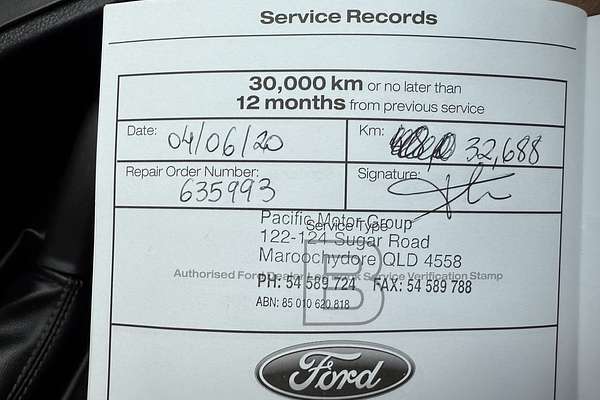 Service Records
30,000 km or no later than
12 months from previous service
Date: 04/06/20
Km: 32,688
Repair Order Number: 635993
Signature:
Pacific Motor Group
Service Type
122-124 Sugar Road
Maroochydore QLD 4558
B
Authorised Ford Dealer Service Verification Stamp
PH: 54 589 724 FAX: 54 589 788
ABN: 85 010 620 818
Ford